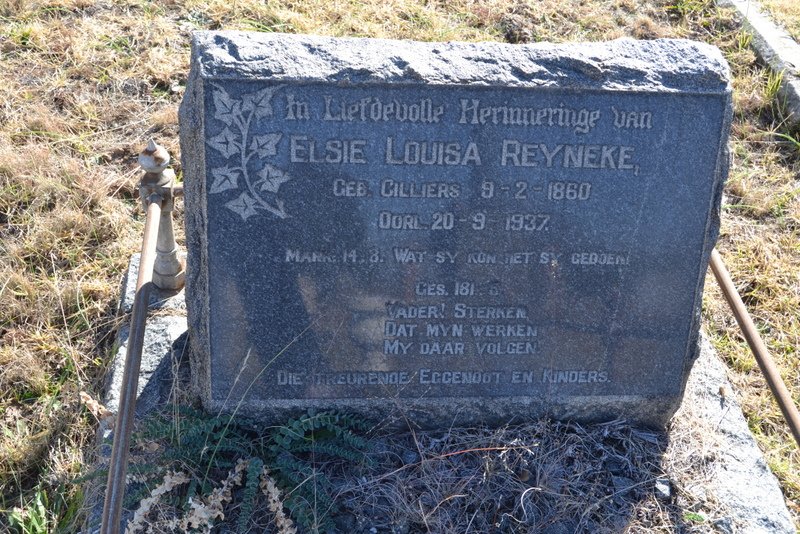 In Liefdevolle Herinneringe van
ELSIE LOUISA REYNEKE,
GEB. CILLIERS 9-2-1860
OORL. 20-9-1937.
MARK. 14.8. WAT SY KON HET SY GEDOEN.
GES.
VADER! STERKEN,
DAT MYN WERKEN
MY DAAR VOLGEN.
DIE TREURENDE EGGENOOT EN KINDERS.